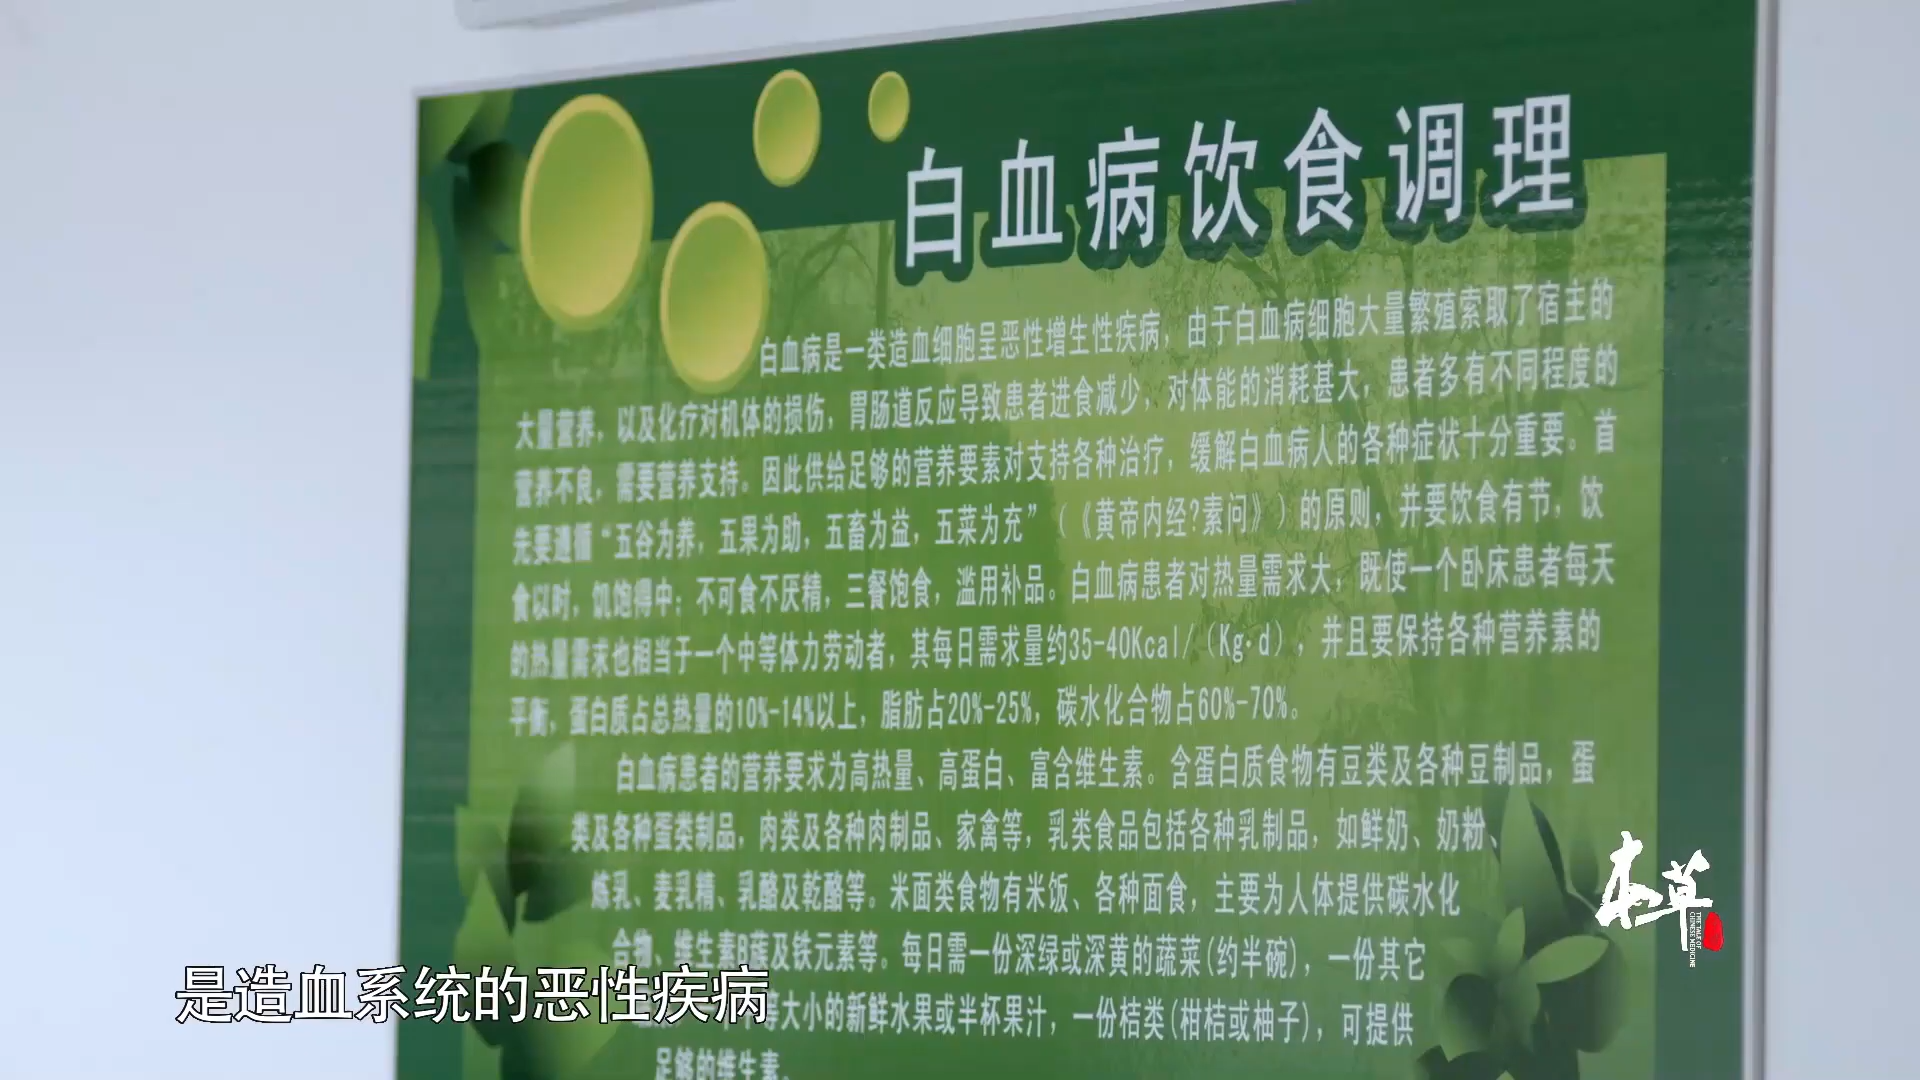 白血病饮食调理
白血病是一类造血细胞呈恶性增生性疾病，由于白血病细胞大量繁殖索取了宿主的
大量营养，以及化疗对机体的损伤，胃肠道反应导致患者进食减少，对体能的消耗甚大，患者多有不同程度的
营养不良，需要营养支持。因此供给足够的营养要素对支持各种治疗，缓解白血病人的各种症状十分重要。首
先要遵循“五谷为养，五果为助，五畜为益，五菜为充”（《黄帝内经?素问》）的原则，并要饮食有节，饮
食以时，饥饱得中；不可食不厌精，三餐饱食，滥用补品。白血病患者对热量需求大，既使一个卧床患者每天
的热量需求也相当于一个中等体力劳动者，其每日需求量约35-40Kcal/（Kg·d），并且要保持各种营养素的
平衡，蛋白质占总热量的10%-14%以上，脂肪占20%-25%，碳水化合物占60%-70%。
白血病患者的营养要求为高热量、高蛋白、富含维生素。含蛋白质食物有豆类及各种豆制品，蛋
类及各种蛋类制品，肉类及各种肉制品、家禽等，乳类食品包括各种乳制品，如鲜奶、奶粉、
炼乳、麦乳精、乳酪及乾酪等。米面类食物有米饭、各种面食，主要为人体提供碳水化
合物、维生素B簇及铁元素等。每日需一份深绿或深黄的蔬菜(约半碗)，一份其它
等大小的新鲜水果或半杯果汁，一份桔类(柑桔或柚子)，可提供
足够的维生素。
是造血系统的恶性疾病
本草
THE TALE OF
CHINESE MEDICINE